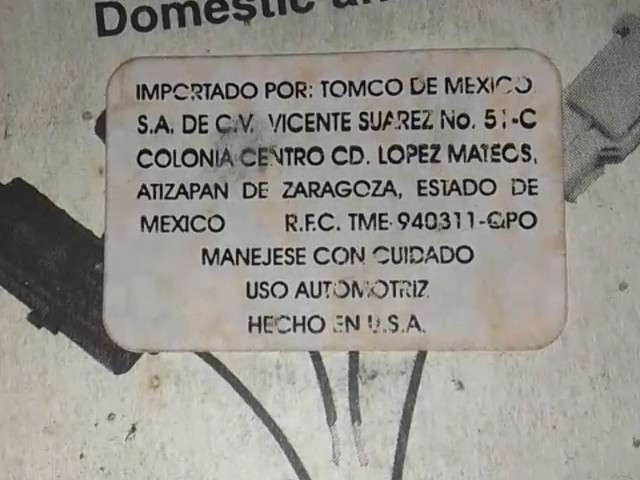 Domestic
IMPORTADO POR: TOMCO DE MEXICO
S.A. DE C.V. VICENTE SUAREZ No. 51-C
COLONIA CENTRO CD. LOPEZ MATEOS,
ATIZAPAN DE ZARAGOZA, ESTADO DE
MEXICO R.F.C. TME-940311-QPO
MANEJESE CON CUIDADO
USO AUTOMOTRIZ
HECHO EN U.S.A.